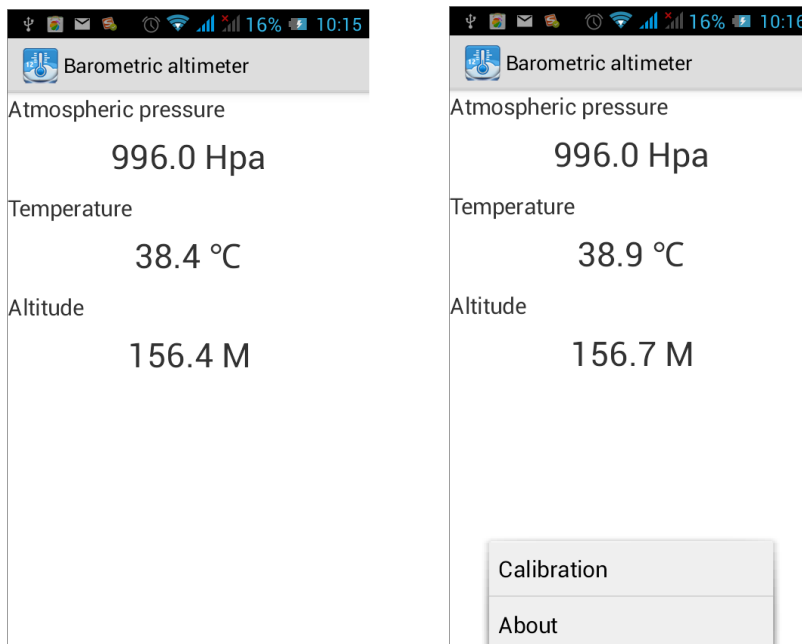 16% 10:15
Barometric altimeter
Atmospheric pressure
996.0 Hpa
Temperature
38.4 ℃
Altitude
156.4 M
16% 10:16
Barometric altimeter
Atmospheric pressure
996.0 Hpa
Temperature
38.9 ℃
Altitude
156.7 M
Calibration
About